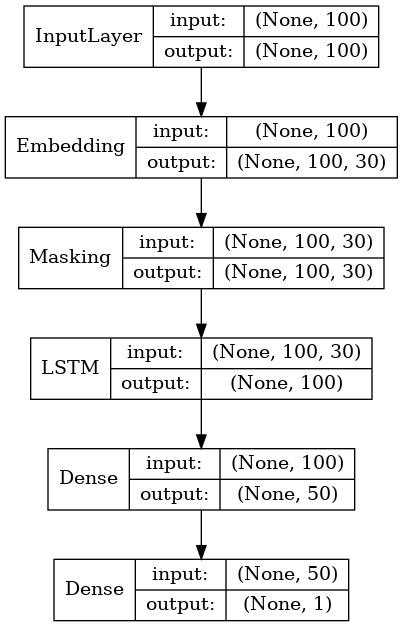 InputLayer input: (None, 100)
output: (None, 100)
Embedding input: (None, 100)
output: (None, 100, 30)
Masking input: (None, 100, 30)
output: (None, 100, 30)
LSTM input: (None, 100, 30)
output: (None, 100)
Dense input: (None, 100)
output: (None, 50)
Dense input: (None, 50)
output: (None, 1)